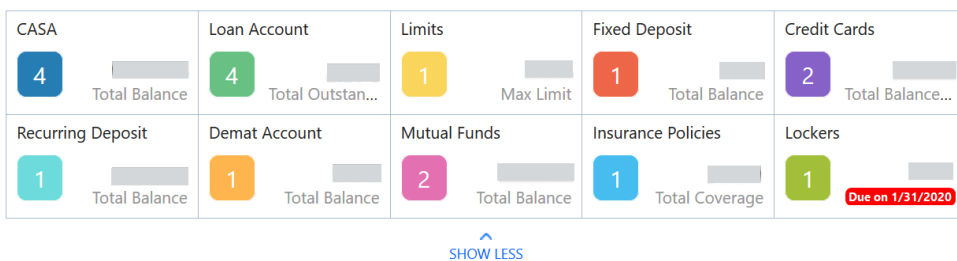 CASA
4
Total Balance
Loan Account
4
Total Outstan...
Limits
1
Max Limit
Fixed Deposit
1
Total Balance
Credit Cards
2
Total Balance...
Recurring Deposit
1
Total Balance
Demat Account
1
Total Balance
Mutual Funds
2
Total Balance
Insurance Policies
1
Total Coverage
Lockers
1
Due on 1/31/2020
SHOW LESS